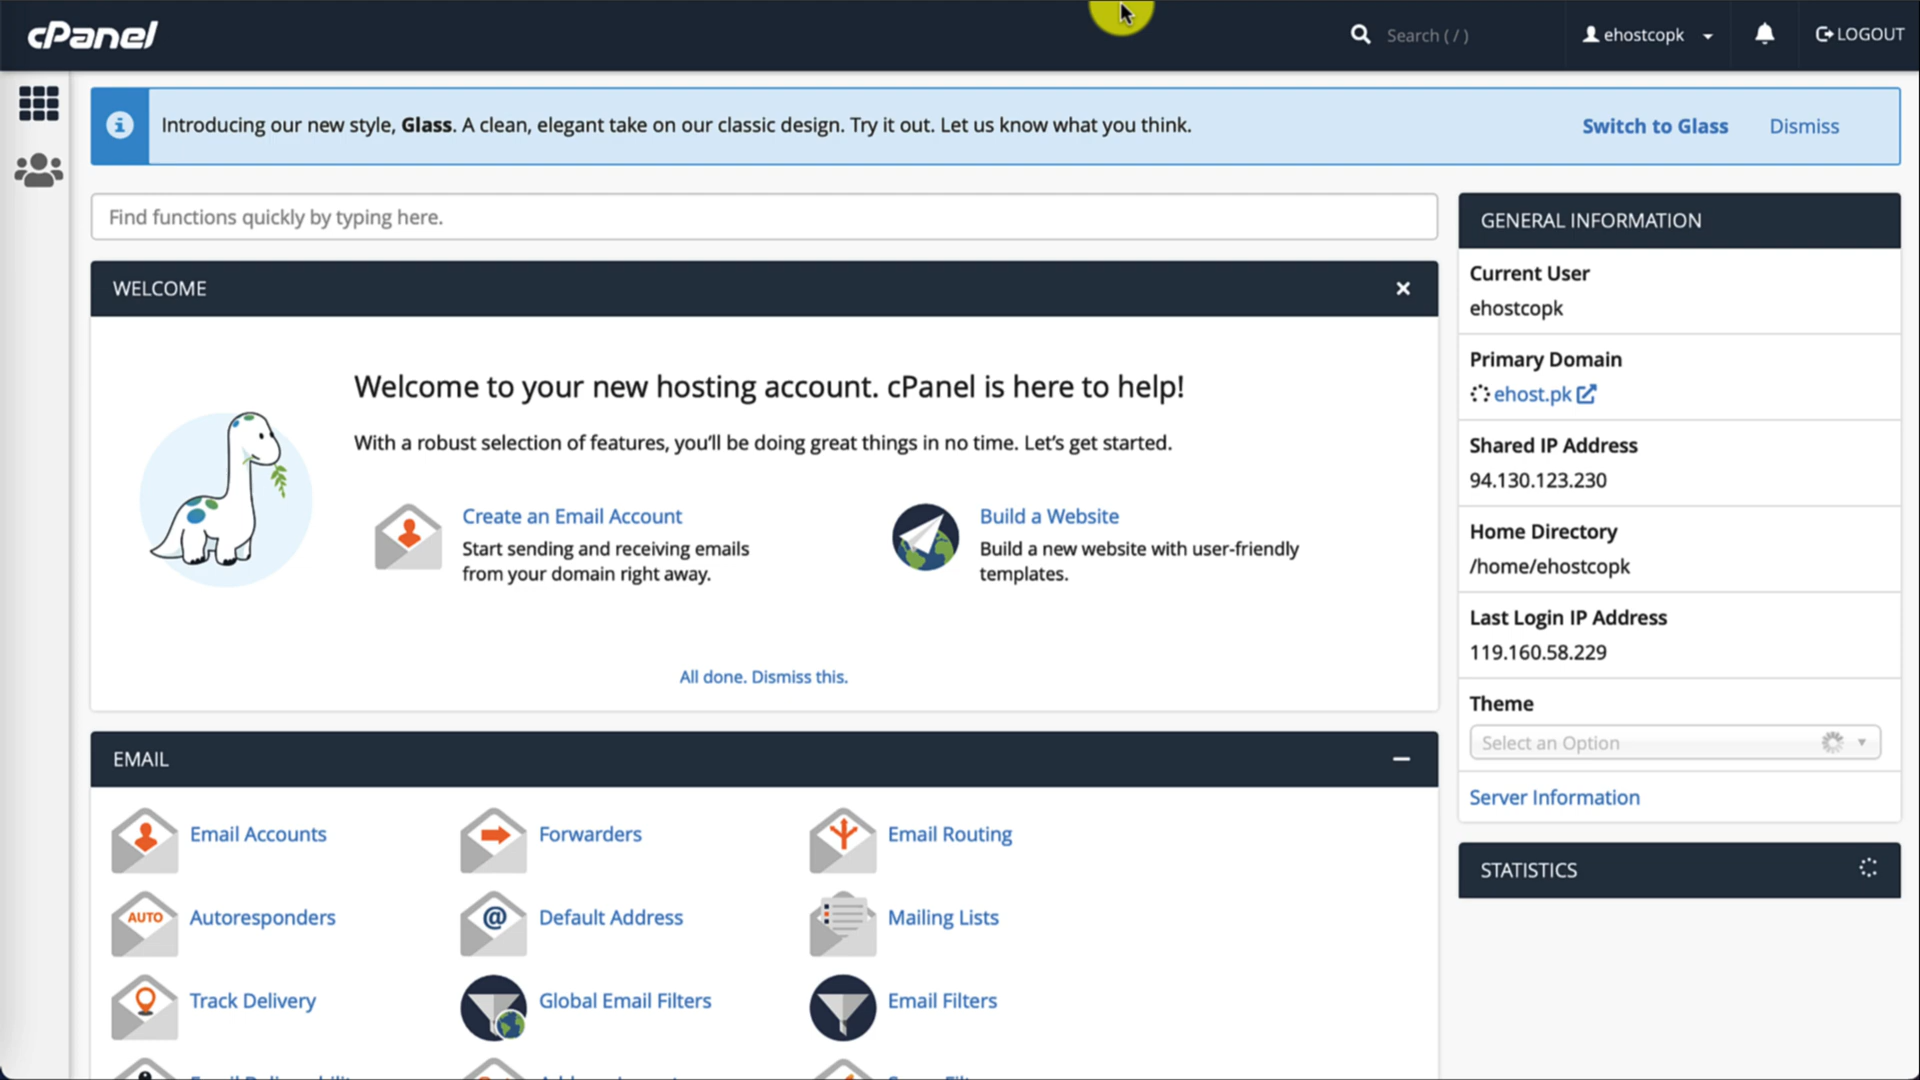 cPanel
Search ( / )
ehostcopk
LOGOUT
Introducing our new style, Glass. A clean, elegant take on our classic design. Try it out. Let us know what you think.
Switch to Glass
Dismiss
Find functions quickly by typing here.
WELCOME
Welcome to your new hosting account. cPanel is here to help!
With a robust selection of features, you'll be doing great things in no time. Let's get started.
Create an Email Account
Start sending and receiving emails
from your domain right away.
Build a Website
Build a new website with user-friendly
templates.
All done. Dismiss this.
EMAIL
Email Accounts
Forwarders
Email Routing
AUTO
Autoresponders
@
Default Address
Mailing Lists
Track Delivery
Global Email Filters
Email Filters
GENERAL INFORMATION
Current User
ehostcopk
Primary Domain
ehost.pk
Shared IP Address
94.130.123.230
Home Directory
/home/ehostcopk
Last Login IP Address
119.160.58.229
Theme
Select an Option
Server Information
STATISTICS